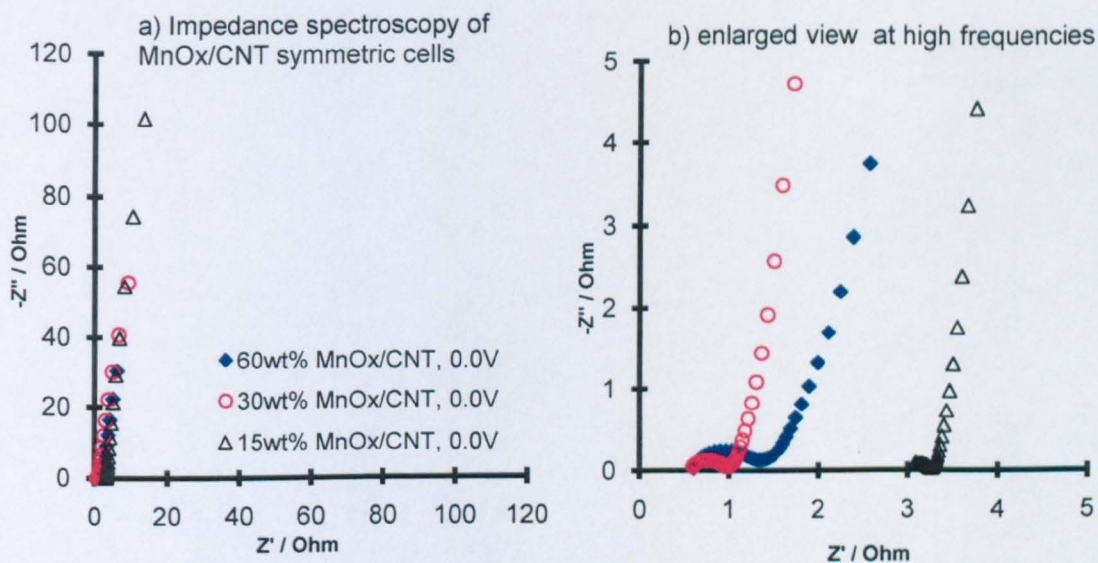 a) Impedance spectroscopy of
MnOx/CNT symmetric cells
120
100
80
60
40
20
0
-Z'' / Ohm
0 20 40 60 80 100 120
Z' / Ohm
60wt% MnOx/CNT, 0.0V
30wt% MnOx/CNT, 0.0V
15wt% MnOx/CNT, 0.0V
b) enlarged view at high frequencies
5
4
3
2
1
0
-Z'' / Ohm
0 1 2 3 4 5
Z' / Ohm